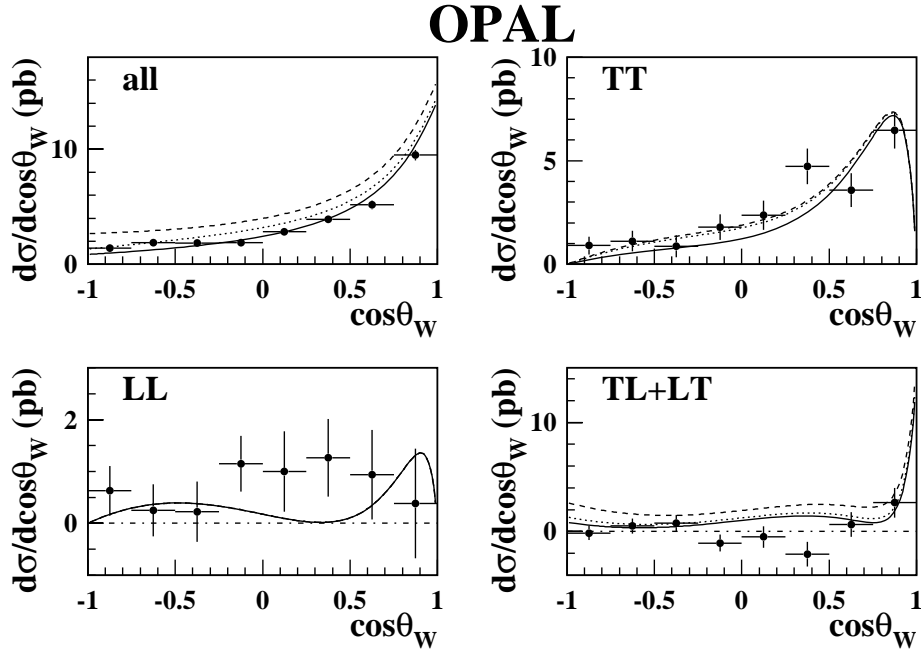 OPAL
all
dσ/dcosθW (pb)
10
0
-1 -0.5 0 0.5 1
cosθW
TT
dσ/dcosθW (pb)
10
5
0
-1 -0.5 0 0.5 1
cosθW
LL
dσ/dcosθW (pb)
2
0
-1 -0.5 0 0.5 1
cosθW
TL+LT
dσ/dcosθW (pb)
10
0
-1 -0.5 0 0.5 1
cosθW